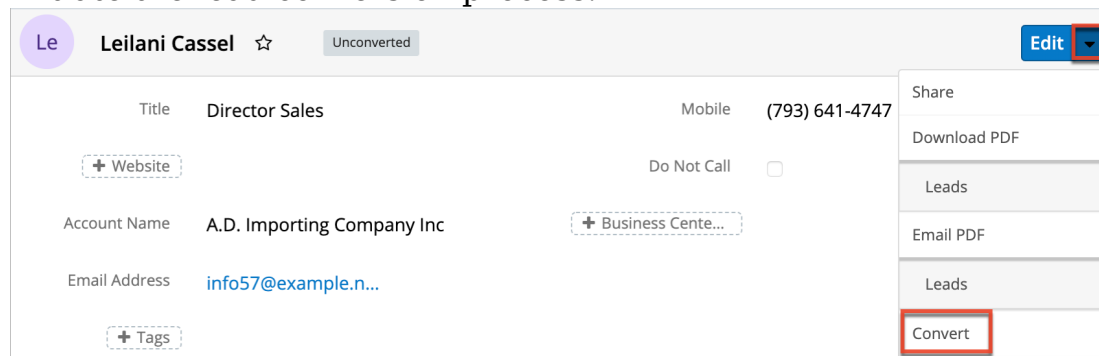 Le Leilani Cassel Unconverted Edit
Share
Title Director Sales Mobile (793) 641-4747
Download PDF
+ Website Do Not Call
Leads
Account Name A.D. Importing Company Inc + Business Cente...
Email PDF
Email Address info57@example.n...
Leads
+ Tags
Convert